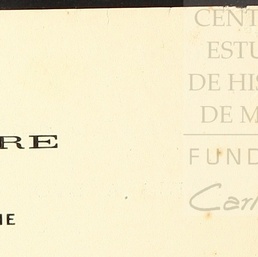 CENT
ESTU
DE HIS
DE M
FUND
Carl
RE
IE